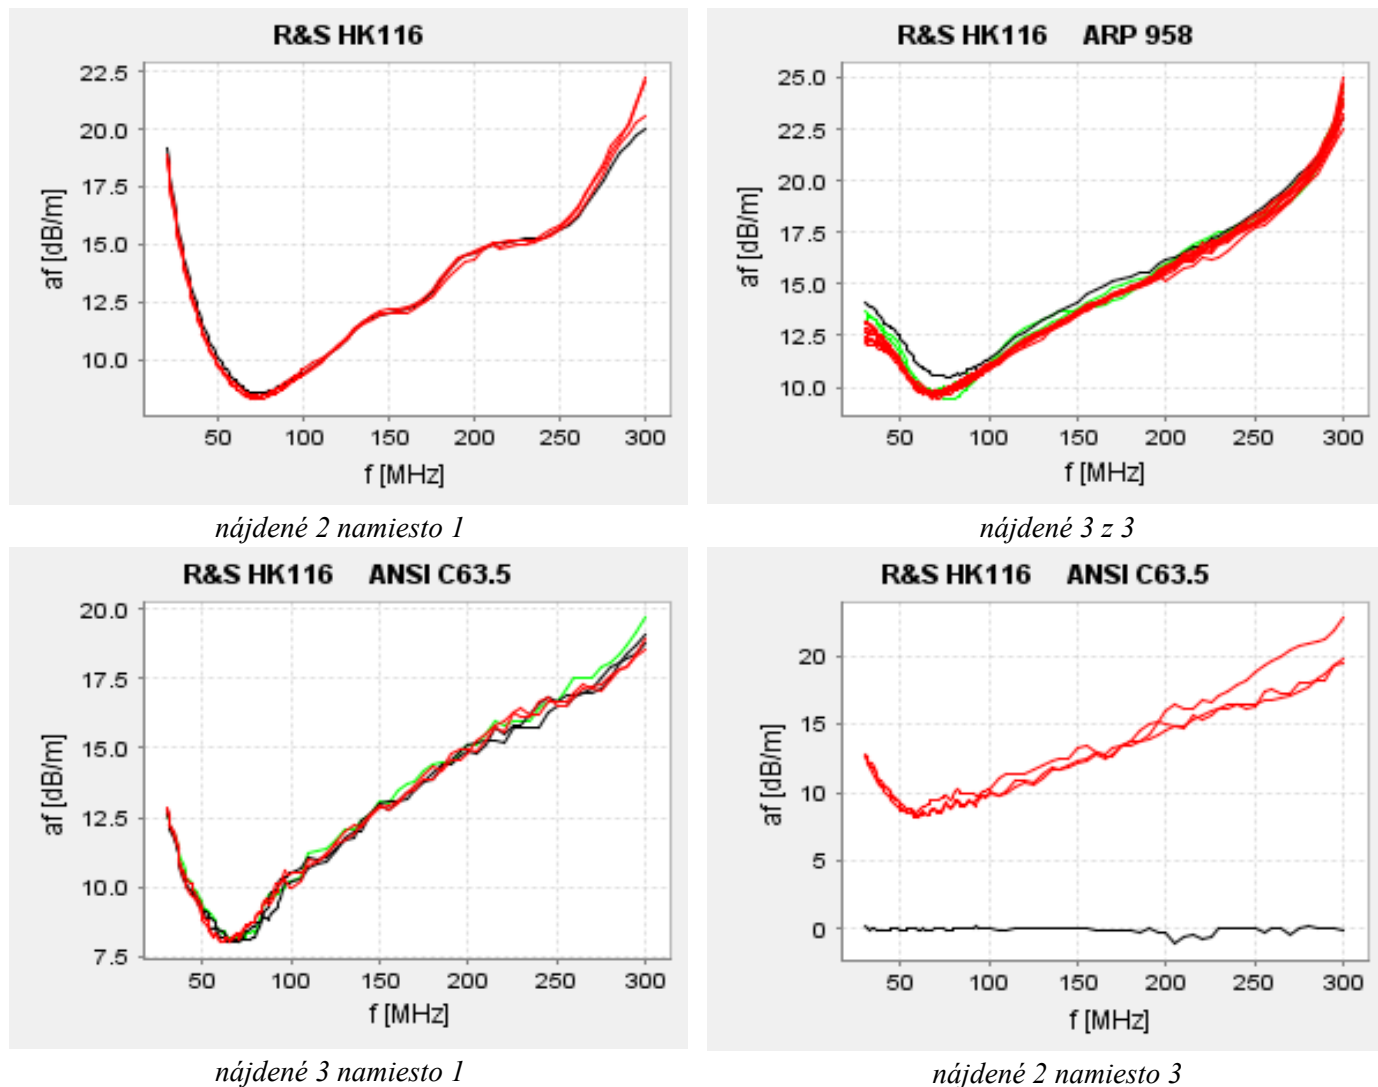 R&S HK116
22.5
20.0
17.5
15.0
12.5
10.0
af [dB/m]
50 100 150 200 250 300
f [MHz]
nájdené 2 namiesto 1
R&S HK116 ARP 958
25.0
22.5
20.0
17.5
15.0
12.5
10.0
af [dB/m]
50 100 150 200 250 300
f [MHz]
nájdené 3 z 3
R&S HK116 ANSI C63.5
20.0
17.5
15.0
12.5
10.0
7.5
af [dB/m]
50 100 150 200 250 300
f [MHz]
nájdené 3 namiesto 1
R&S HK116 ANSI C63.5
20
15
10
5
0
af [dB/m]
50 100 150 200 250 300
f [MHz]
nájdené 2 namiesto 3